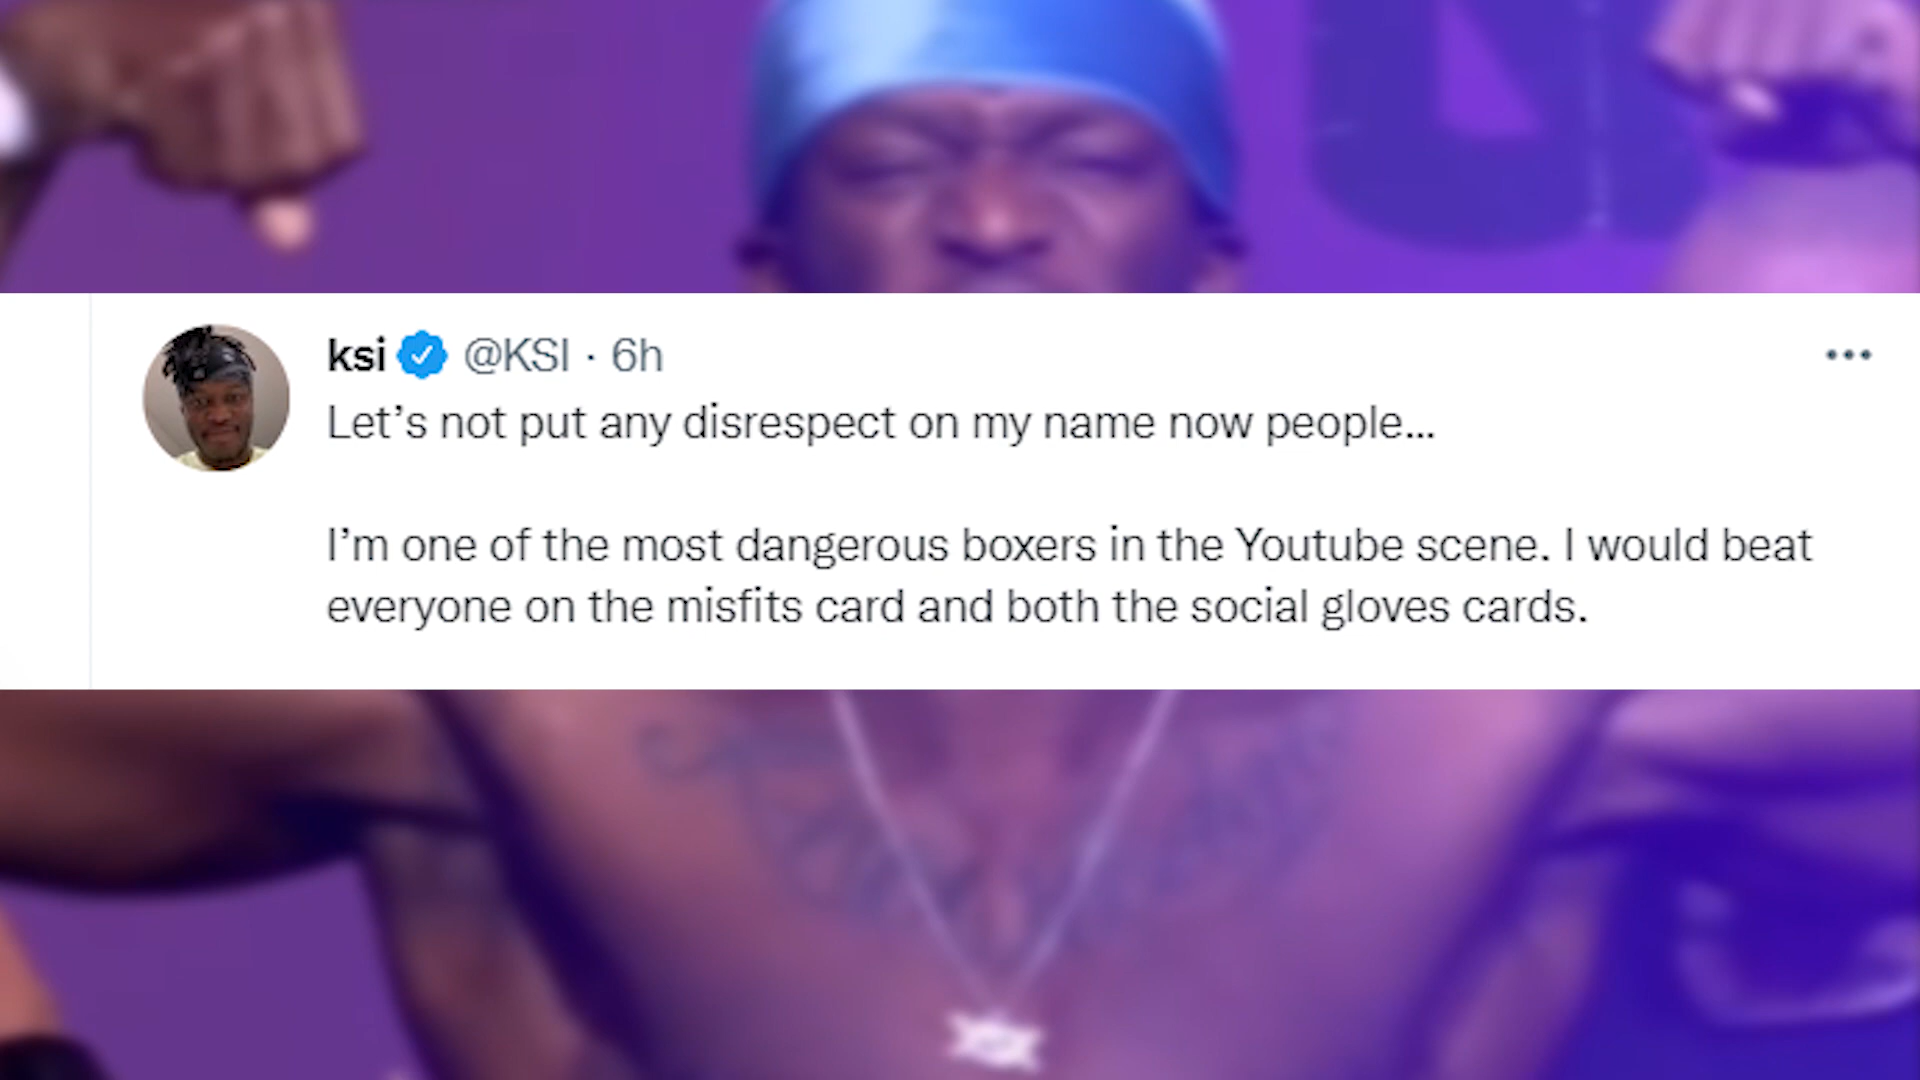 ksi @KSI · 6h
Let’s not put any disrespect on my name now people...
I’m one of the most dangerous boxers in the Youtube scene. I would beat
everyone on the misfits card and both the social gloves cards.